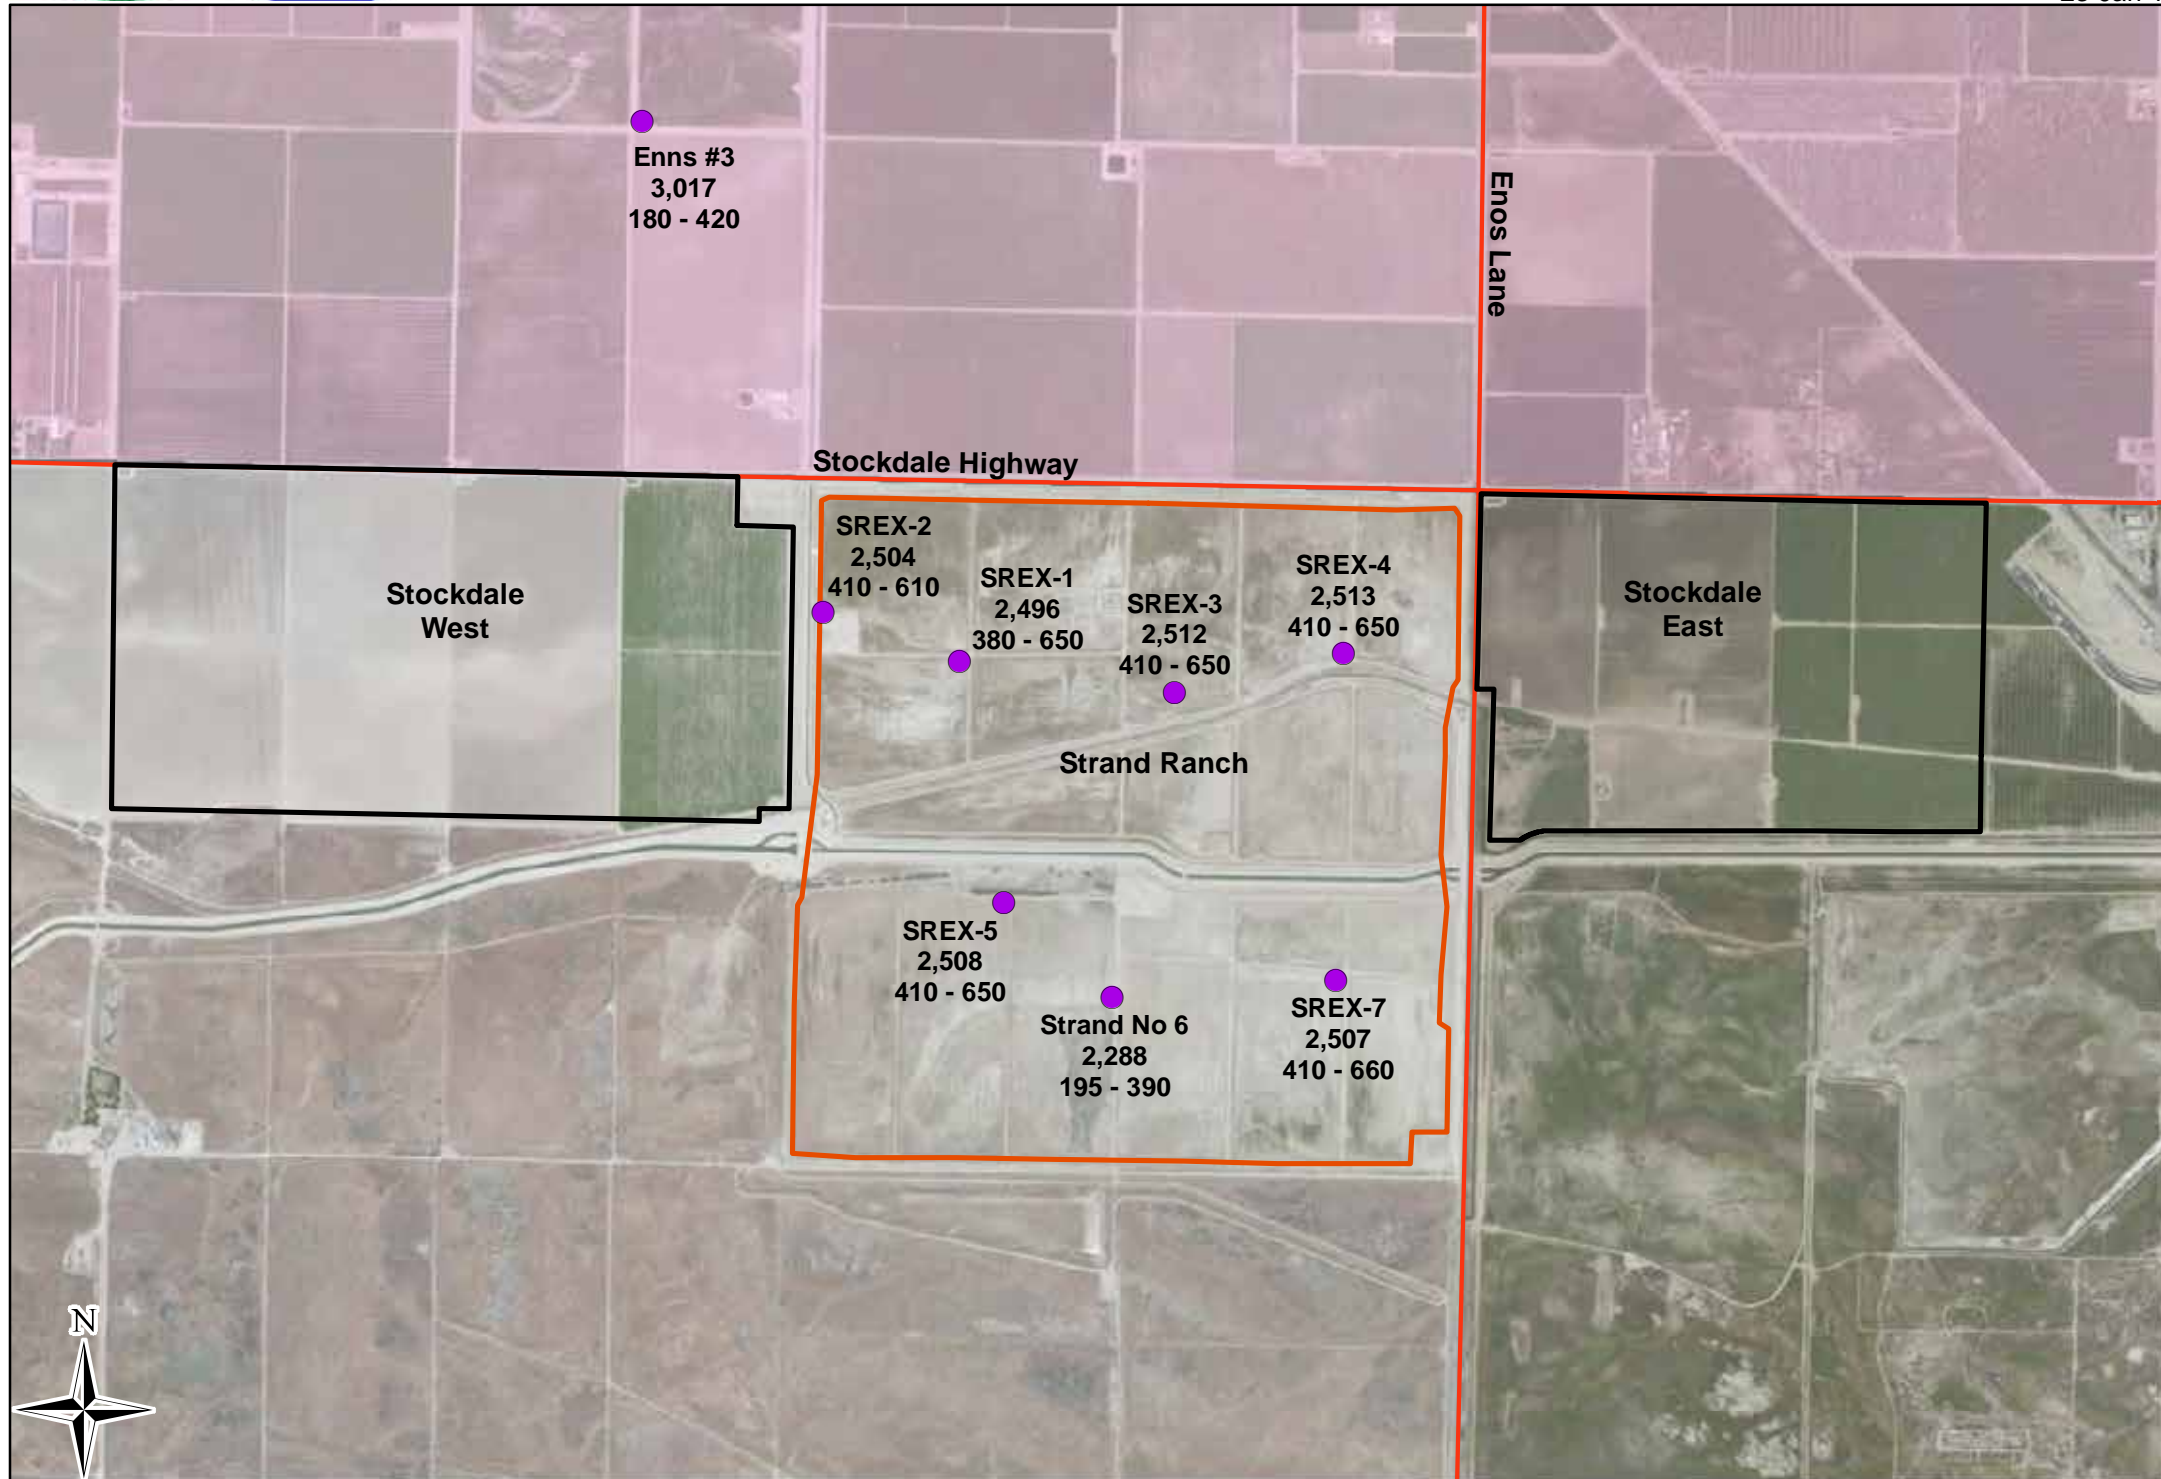 Enns #3
3,017
180 - 420
Enos Lane
Stockdale Highway
SREX-2
2,504
410 - 610
SREX-1
2,496
380 - 650
SREX-3
2,512
410 - 650
SREX-4
2,513
410 - 650
Stockdale
West
Stockdale
East
Strand Ranch
SREX-5
2,508
410 - 650
Strand No 6
2,288
195 - 390
SREX-7
2,507
410 - 660
N